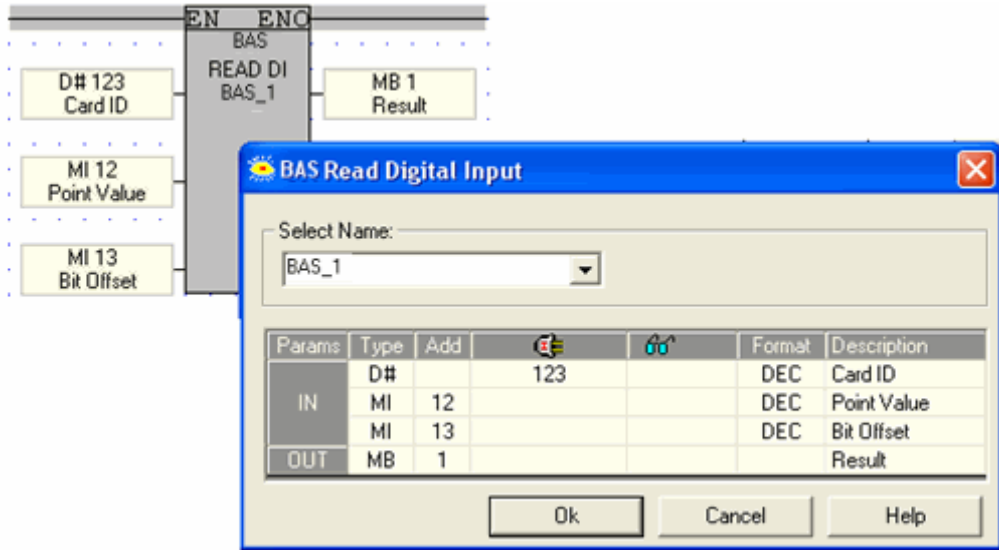 EN ENO
BAS
READ DI
BAS_1
D# 123
Card ID
MB 1
Result
MI 12
Point Value
MI 13
Bit Offset
BAS Read Digital Input
Select Name:
BAS_1
Params Type Add Format Description
IN D# 123 DEC Card ID
MI 12 DEC Point Value
MI 13 DEC Bit Offset
OUT MB 1 Result
Ok Cancel Help